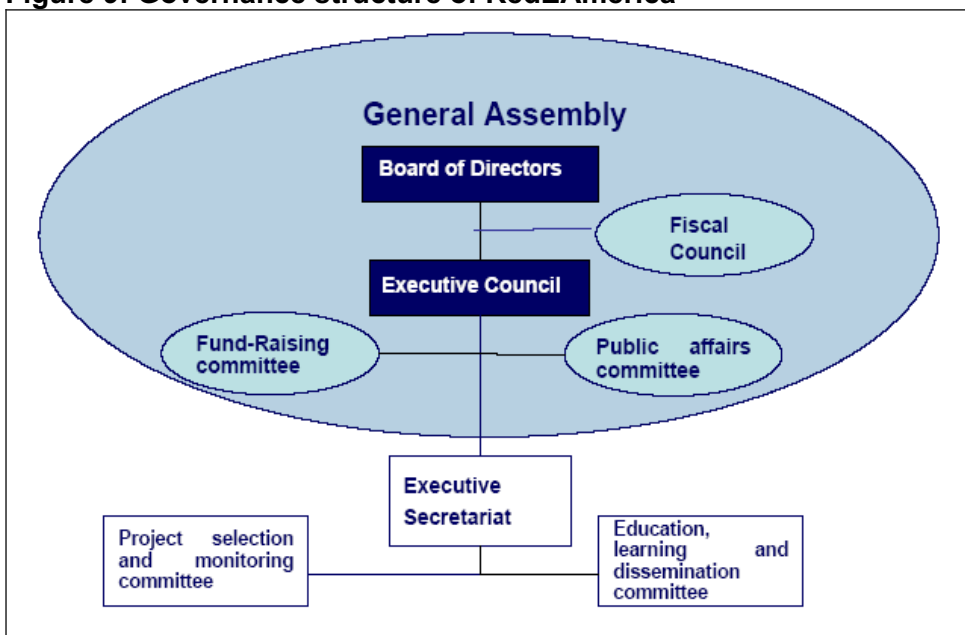 General Assembly
Board of Directors
Fiscal
Council
Executive Council
Fund-Raising
committee
Public affairs
committee
Executive
Secretariat
Project selection
and monitoring
committee
Education,
learning and
dissemination
committee